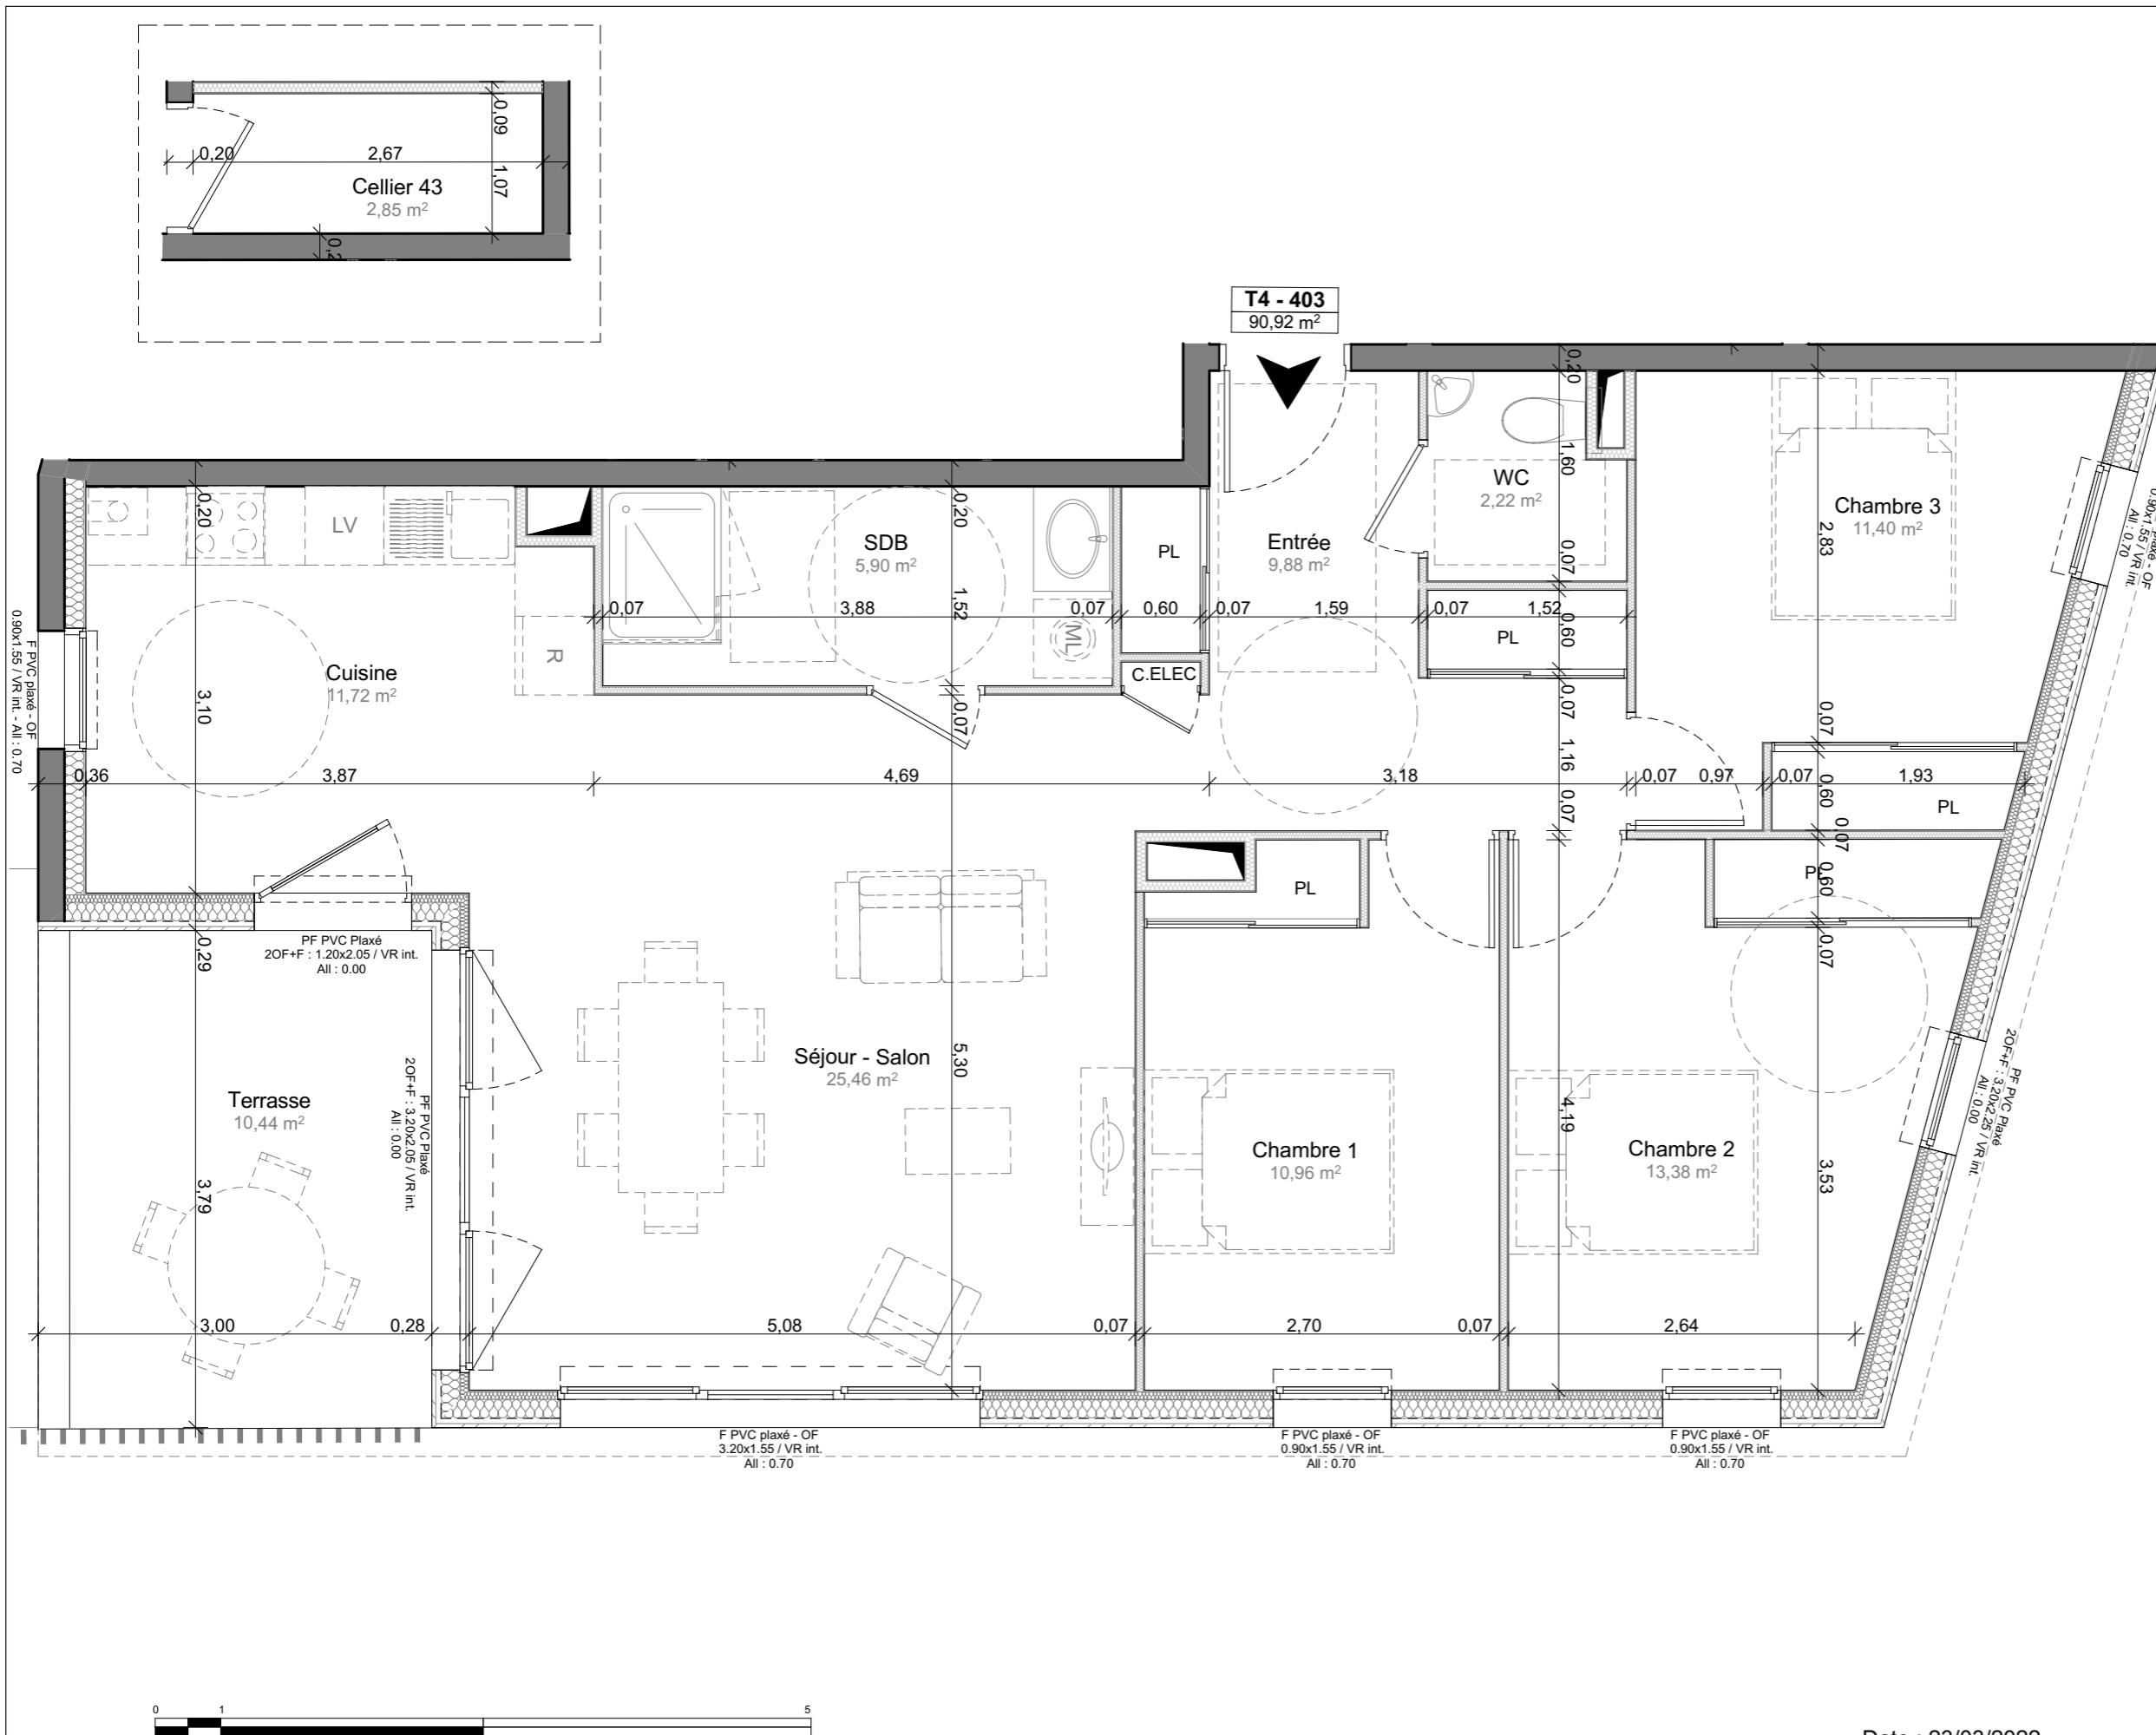 0,09
0,20
2,67
1,07
Cellier 43
2,85 m²
T4 - 403
90,92 m²
0,20
1,60
WC
2,22 m²
0,07
Chambre 3
11,40 m²
2,83
0.90x1.55 / VR int.
All : 0.70
0,20
LV
SDB
5,90 m²
0,20
PL
Entrée
9,88 m²
1,52
0,07
3,88
0,07
0,60
0,07
1,59
0,07
1,52
0,60
PL
ML
R
C.ELEC
Cuisine
11,72 m²
3,10
F PVC plaxé - OF
0.90x1.55 / VR int. - All : 0.70
0,07
0,07
0,07
1,16
0,36
3,87
4,69
3,18
0,07
0,97
0,07
1,93
0,60
PL
0,07
0,07
0,60
PL
0,07
0,29
PF PVC Plaxé
2OF+F : 1.20x2.05 / VR int.
All : 0.00
PF PVC Plaxé
2OF+F : 3.20x2.05 / VR int.
All : 0.00
Séjour - Salon
25,46 m²
5,30
PF PVC Plaxé
2OF+F : 3.20x2.25 / VR int.
All : 0.00
Terrasse
10,44 m²
3,79
Chambre 1
10,96 m²
4,19
Chambre 2
13,38 m²
3,53
3,00
0,28
5,08
0,07
2,70
0,07
2,64
F PVC plaxé - OF
3.20x1.55 / VR int.
All : 0.70
F PVC plaxé - OF
0.90x1.55 / VR int.
All : 0.70
F PVC plaxé - OF
0.90x1.55 / VR int.
All : 0.70
0
1
5